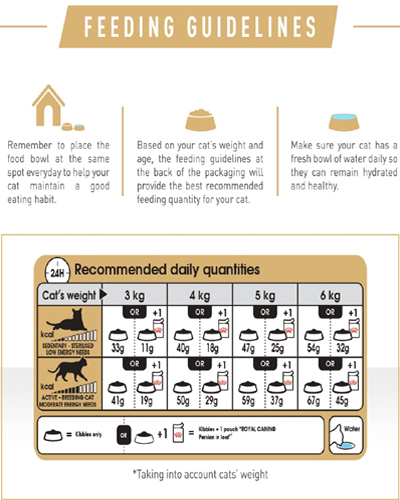 FEEDING GUIDELINES
Remember to place the
food bowl at the same
spot everyday to help your
cat maintain a good
eating habit.
Based on your cat's weight and
age, the feeding guidelines at
the back of the packaging will
provide the best recommended
feeding quantity for your cat.
Make sure your cat has a
fresh bowl of water daily so
they can remain hydrated
and healthy.
24H Recommended daily quantities
Cat's weight 3 kg 4 kg 5 kg 6 kg
OR +1 OR +1 OR +1 OR +1
kcal
33g 11g 40g 18g 47g 25g 54g 32g
SEDENTARY - STERILISED
LOW ENERGY NEEDS
OR +1 OR +1 OR +1 OR +1
kcal
41g 19g 50g 29g 59g 37g 67g 45g
ACTIVE - BREEDING CAT
MODERATE ENERGY NEEDS
= Kibbles only OR +1 = Kibbles + 1 pouch "ROYAL CANIN® Water
Persian in loaf"
*Taking into account cats' weight